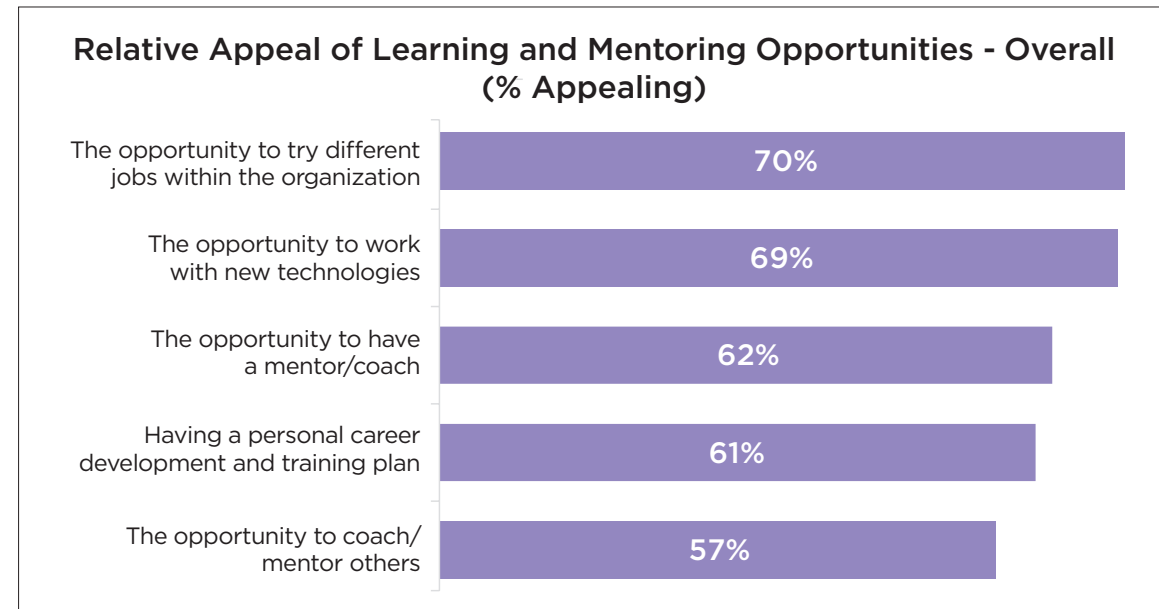 Relative Appeal of Learning and Mentoring Opportunities - Overall
(% Appealing)
The opportunity to try different
jobs within the organization
70%
The opportunity to work
with new technologies
69%
The opportunity to have
a mentor/coach
62%
Having a personal career
development and training plan
61%
The opportunity to coach/
mentor others
57%